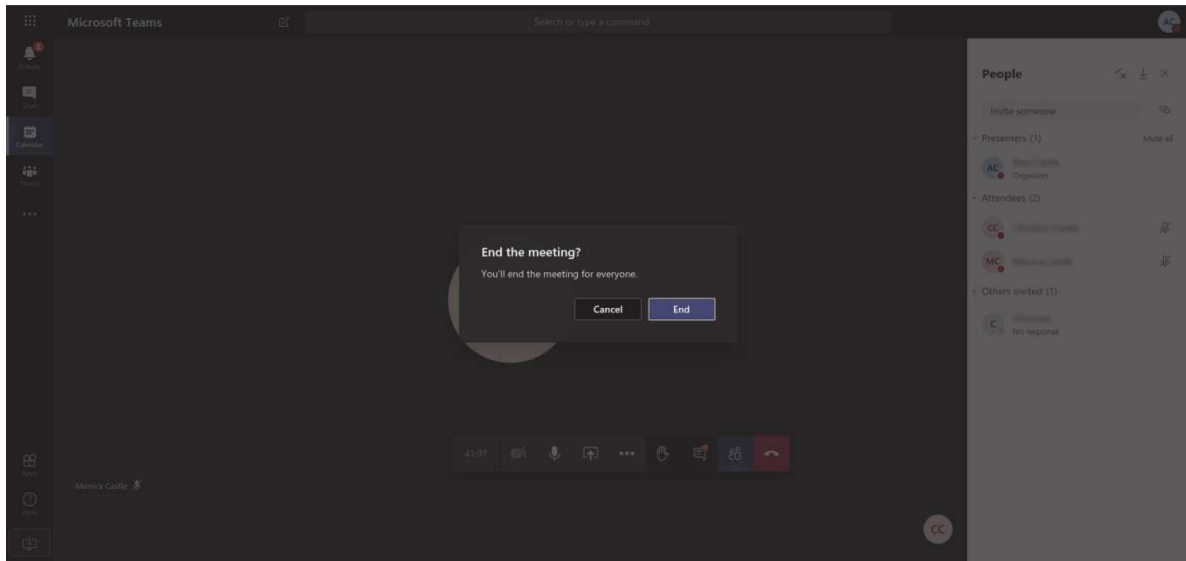 Microsoft Teams
Search or type a command
AC
2
Activity
Chat
Calendar
Teams
Apps
Help
People
Invite someone
Presenters (1)
Mute all
AC
Organizer
Attendees (2)
CC
MC
Others invited (1)
C
No response
End the meeting?
You'll end the meeting for everyone.
Cancel
End
41:07
Monica Castle
CC